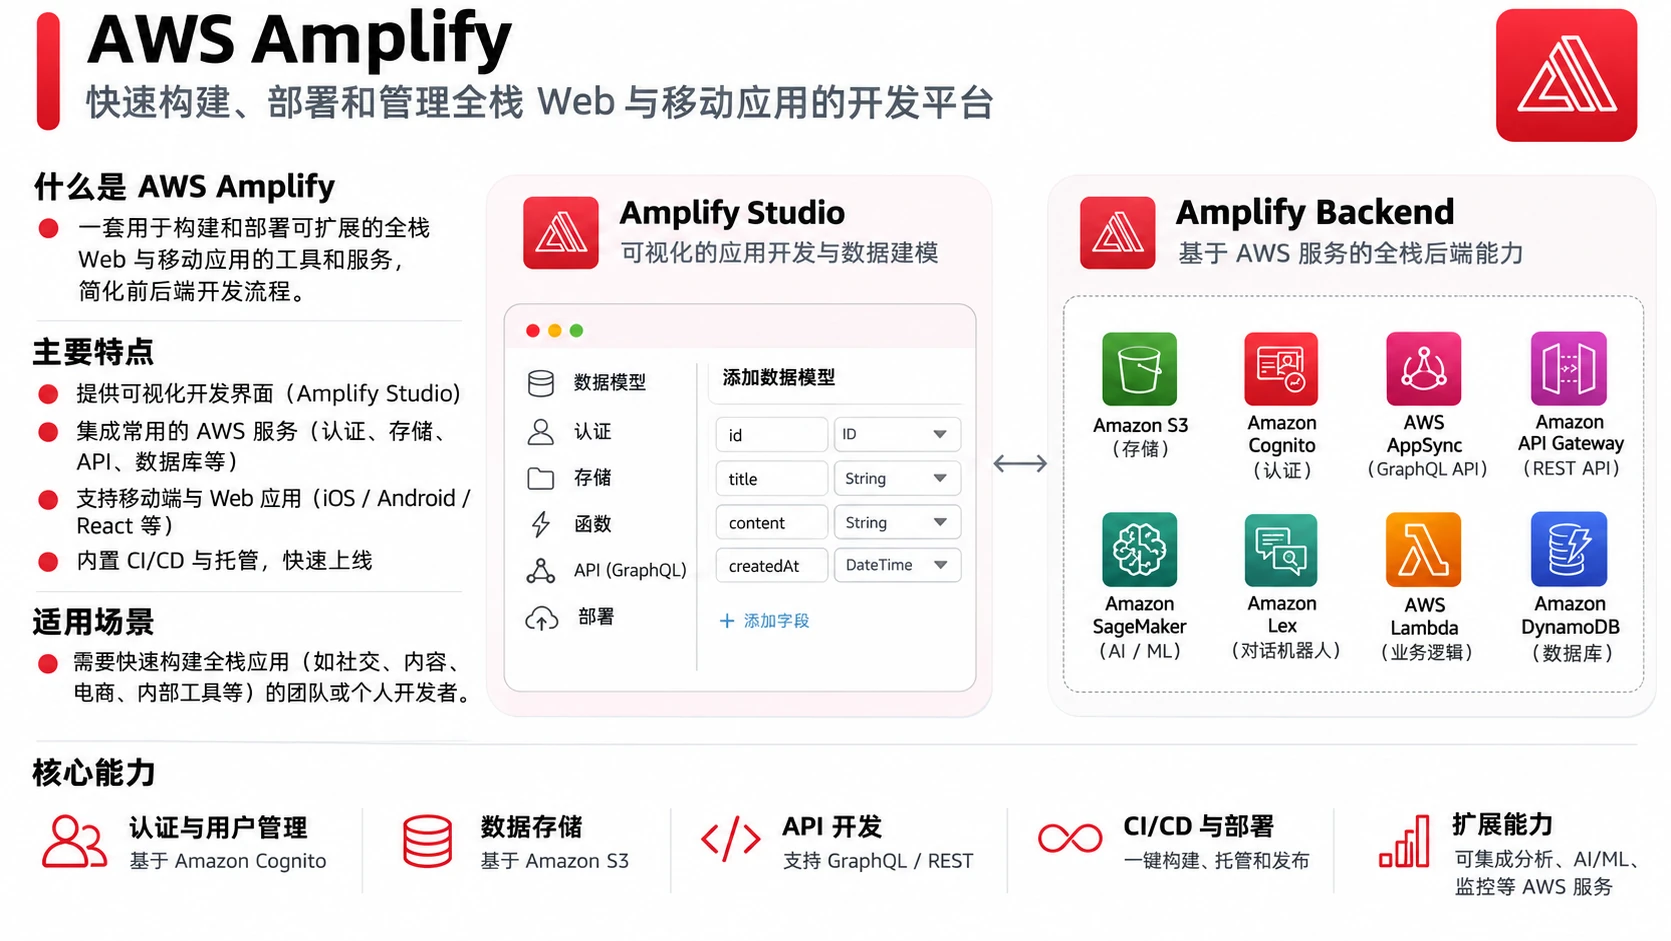 AWS Amplify
快速构建、部署和管理全栈 Web 与移动应用的开发平台
什么是 AWS Amplify
一套用于构建和部署可扩展的全栈
Web 与移动应用的工具和服务，
简化前后端开发流程。
主要特点
提供可视化开发界面（Amplify Studio）
集成常用的 AWS 服务（认证、存储、
API、数据库等）
支持移动端与 Web 应用（iOS / Android /
React 等）
内置 CI/CD 与托管，快速上线
适用场景
需要快速构建全栈应用（如社交、内容、
电商、内部工具等）的团队或个人开发者。
Amplify Studio
可视化的应用开发与数据建模
数据模型
认证
存储
函数
API (GraphQL)
部署
添加数据模型
id
ID
title
String
content
String
createdAt
DateTime
+ 添加字段
Amplify Backend
基于 AWS 服务的全栈后端能力
Amazon S3
（存储）
Amazon
Cognito
（认证）
AWS
AppSync
（GraphQL API）
Amazon
API Gateway
（REST API）
Amazon
SageMaker
（AI / ML）
Amazon
Lex
（对话机器人）
AWS
Lambda
（业务逻辑）
Amazon
DynamoDB
（数据库）
核心能力
认证与用户管理
基于 Amazon Cognito
数据存储
基于 Amazon S3
API 开发
支持 GraphQL / REST
CI/CD 与部署
一键构建、托管和发布
扩展能力
可集成分析、AI/ML、
监控等 AWS 服务